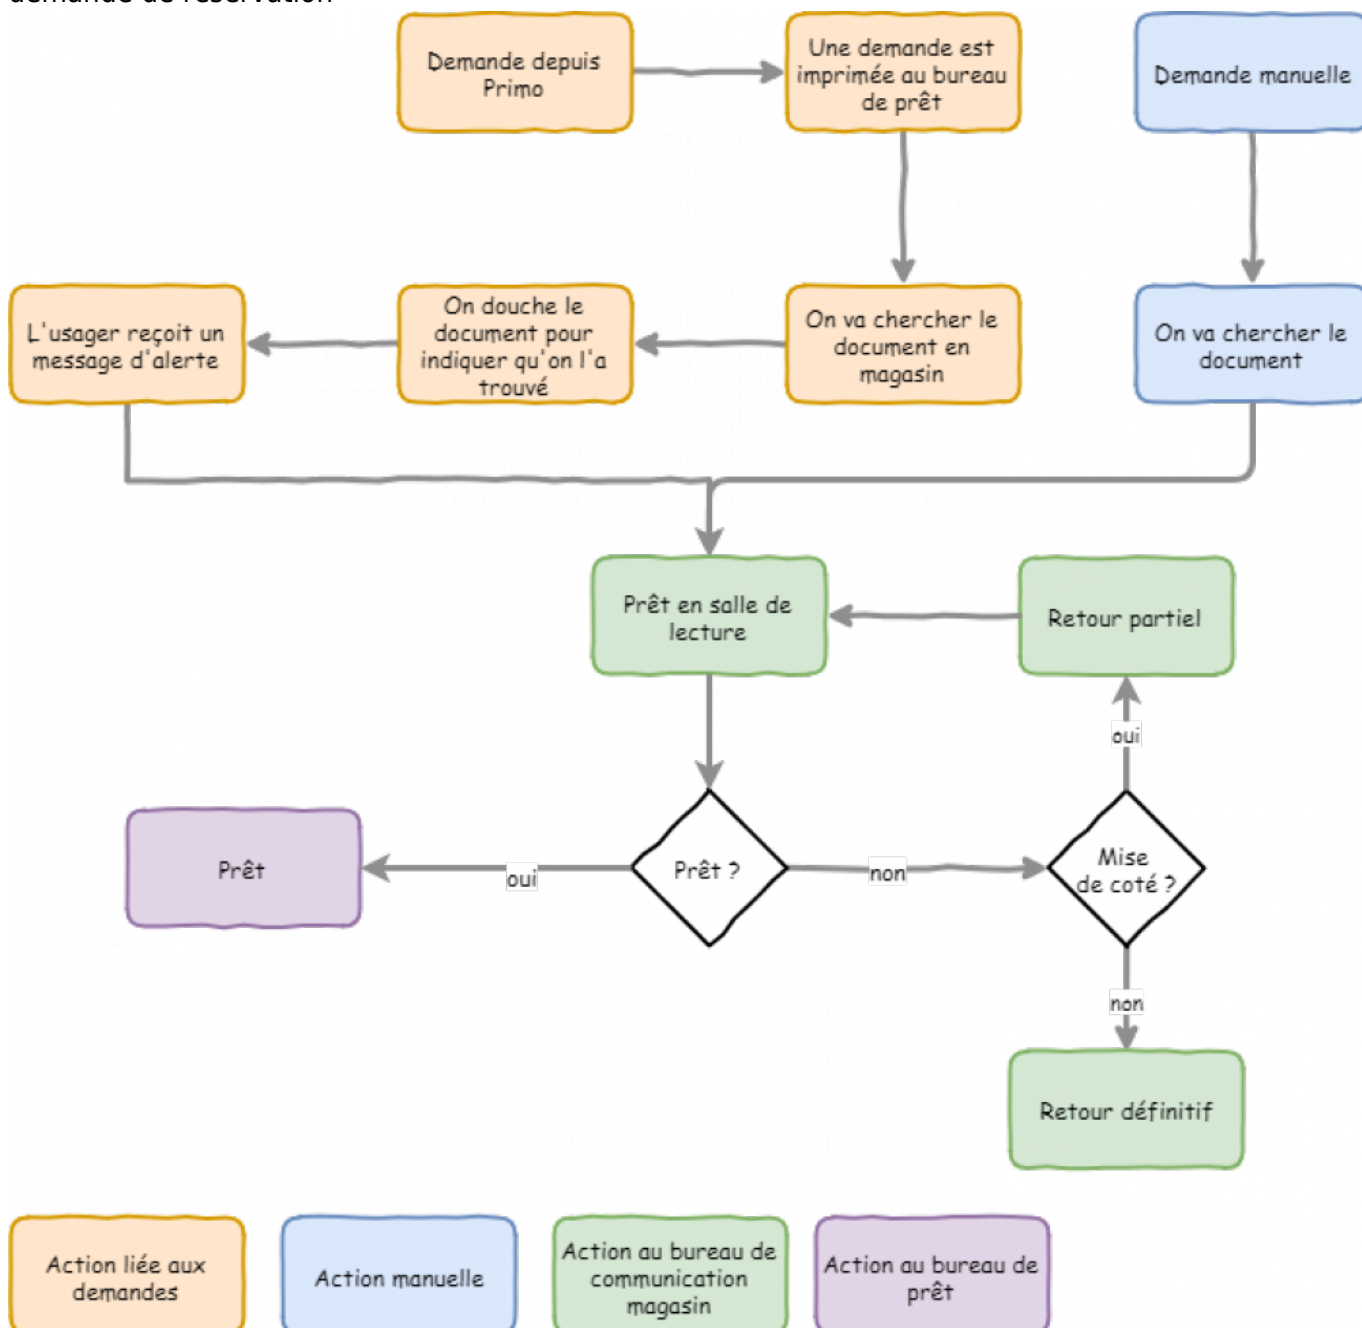 demande de réservation
Demande depuis
Primo
Une demande est
imprimée au bureau
de prêt
Demande manuelle
L'usager reçoit un
message d'alerte
On douche le
document pour
indiquer qu'on l'a
trouvé
On va chercher le
document en
magasin
On va chercher le
document
Prêt en salle de
lecture
Retour partiel
oui
Prêt
oui
Prêt ?
non
Mise
de coté ?
non
Retour définitif
Action liée aux
demandes
Action manuelle
Action au bureau de
communication
magasin
Action au bureau de
prêt